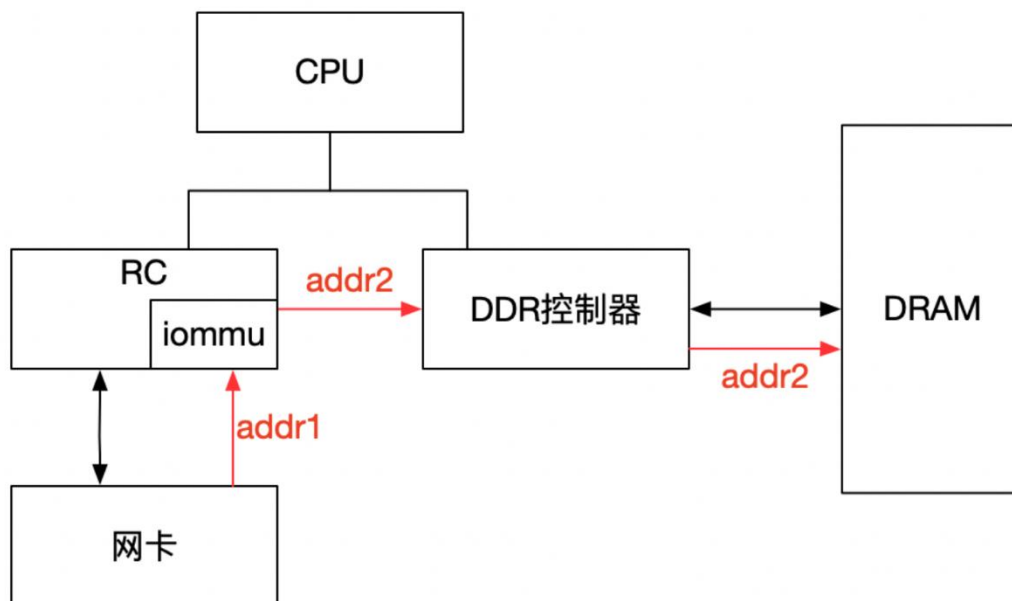 CPU
RC
iommu
addr2
DDR控制器
DRAM
addr2
addr1
网卡